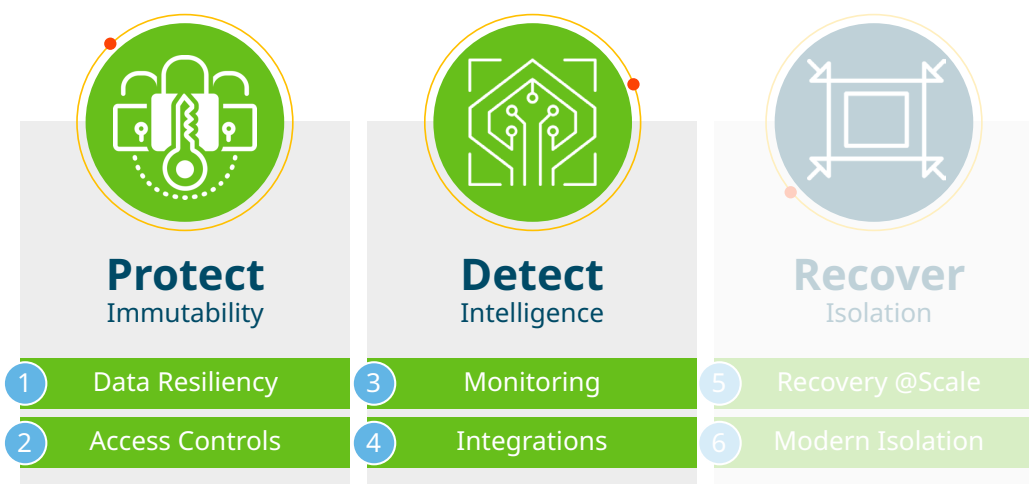 Protect
Immutability
1 Data Resiliency
2 Access Controls
Detect
Intelligence
3 Monitoring
4 Integrations
Recover
Isolation
5 Recovery @Scale
6 Modern Isolation